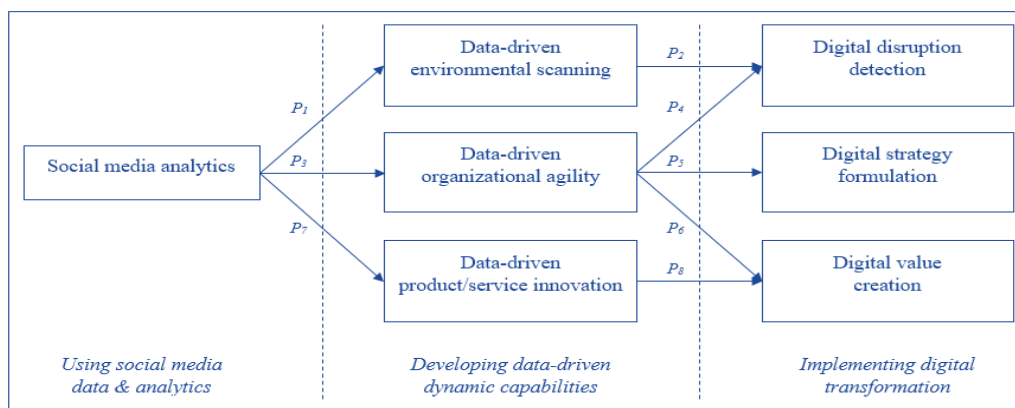 Data-driven
environmental scanning
P2
Digital disruption
detection
P1
P4
Social media analytics
P3
Data-driven
organizational agility
P5
Digital strategy
formulation
P7
P6
Data-driven
product/service innovation
P8
Digital value
creation
Using social media
data & analytics
Developing data-driven
dynamic capabilities
Implementing digital
transformation